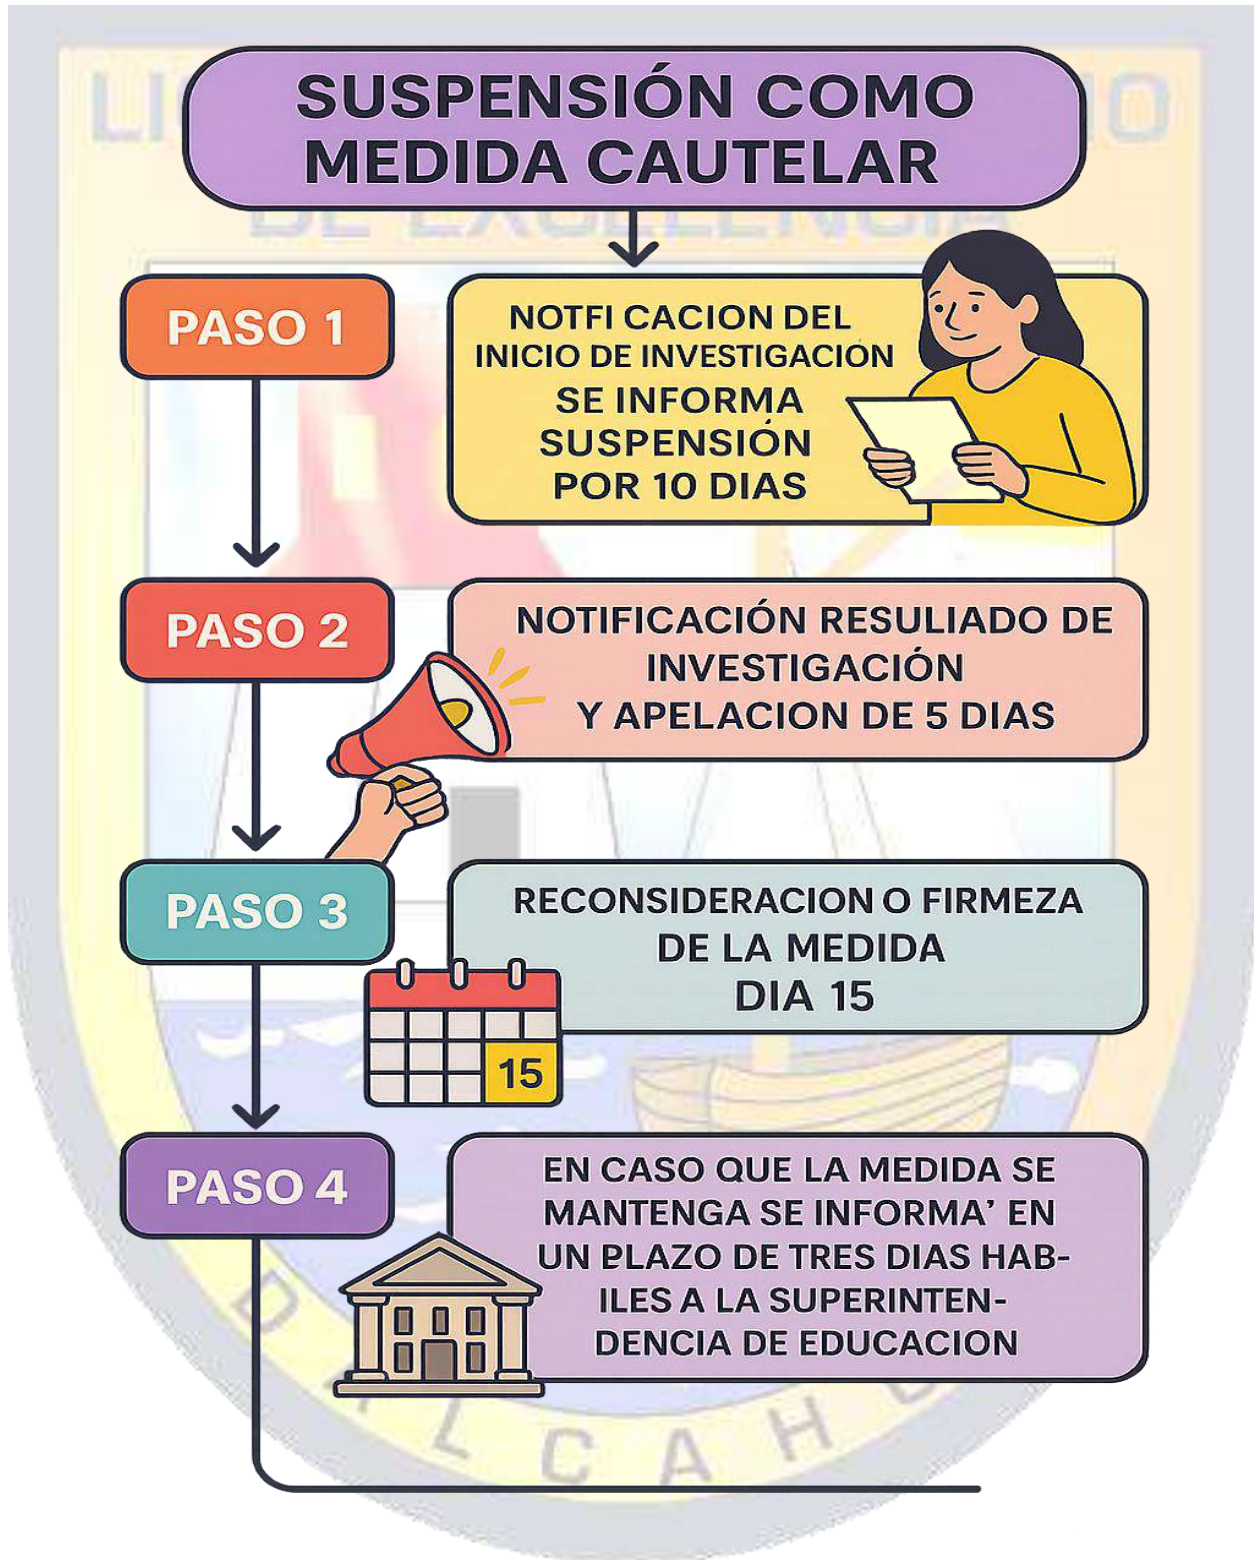 SUSPENSIÓN COMO
MEDIDA CAUTELAR
DE EXCELENCIA
PASO 1
NOTFI CACION DEL
INICIO DE INVESTIGACIÓN
SE INFORMA
SUSPENSIÓN
POR 10 DIAS
PASO 2
NOTIFICACIÓN RESULIADO DE
INVESTIGACIÓN
Y APELACION DE 5 DIAS
PASO 3
RECONSIDERACION O FIRMEZA
DE LA MEDIDA
DIA 15
15
PASO 4
EN CASO QUE LA MEDIDA SE
MANTENGA SE INFORMA’ EN
UN PLAZO DE TRES DIAS HAB-
ILES A LA SUPERINTEN-
DENCIA DE EDUCACION